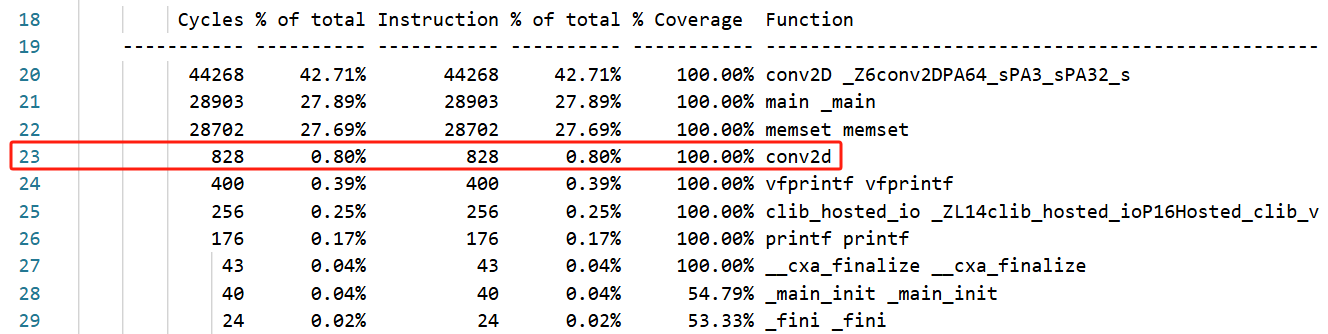 18 Cycles % of total Instruction % of total % Coverage Function
19 ----------- ---------- ----------- ---------- ----------- --------------------------------------------------
20 44268 42.71% 44268 42.71% 100.00% conv2D _Z6conv2DPA64_sPA3_sPA32_s
21 28903 27.89% 28903 27.89% 100.00% main _main
22 28702 27.69% 28702 27.69% 100.00% memset memset
23 828 0.80% 828 0.80% 100.00% conv2d
24 400 0.39% 400 0.39% 100.00% vfprintf vfprintf
25 256 0.25% 256 0.25% 100.00% clib_hosted_io _ZL14clib_hosted_ioP16Hosted_clib_v
26 176 0.17% 176 0.17% 100.00% printf printf
27 43 0.04% 43 0.04% 100.00% __cxa_finalize __cxa_finalize
28 40 0.04% 40 0.04% 54.79% _main_init _main_init
29 24 0.02% 24 0.02% 53.33% _fini _fini